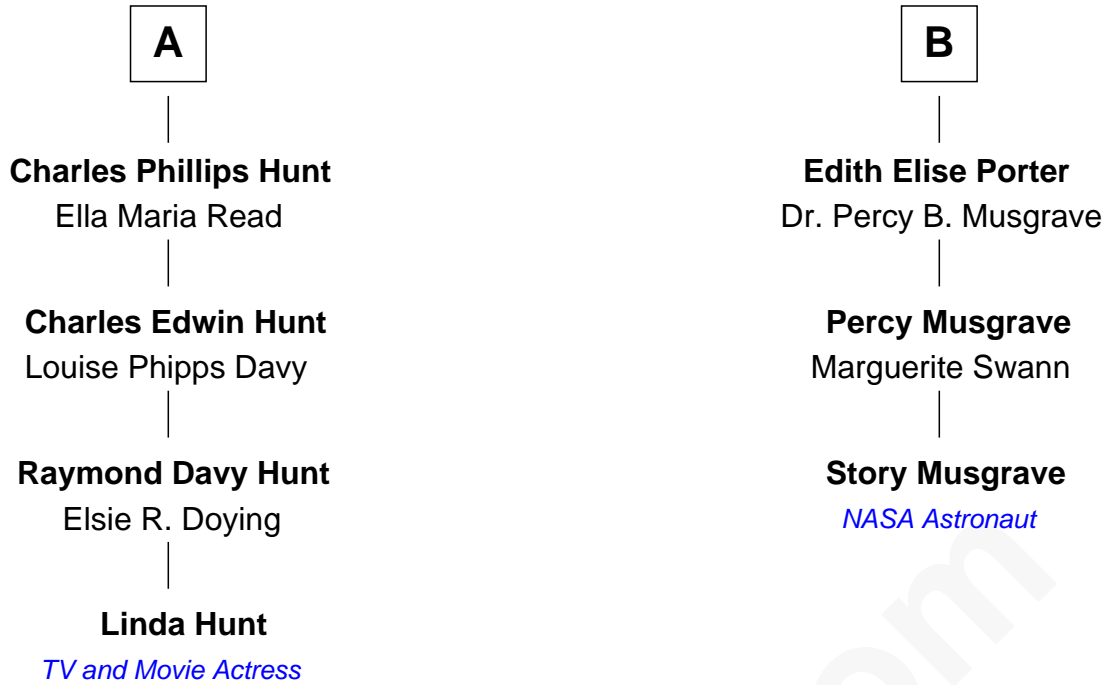 A
Charles Phillips Hunt
Ella Maria Read
Charles Edwin Hunt
Louise Phipps Davy
Raymond Davy Hunt
Elsie R. Doying
Linda Hunt
TV and Movie Actress
B
Edith Elise Porter
Dr. Percy B. Musgrave
Percy Musgrave
Marguerite Swann
Story Musgrave
NASA Astronaut
om